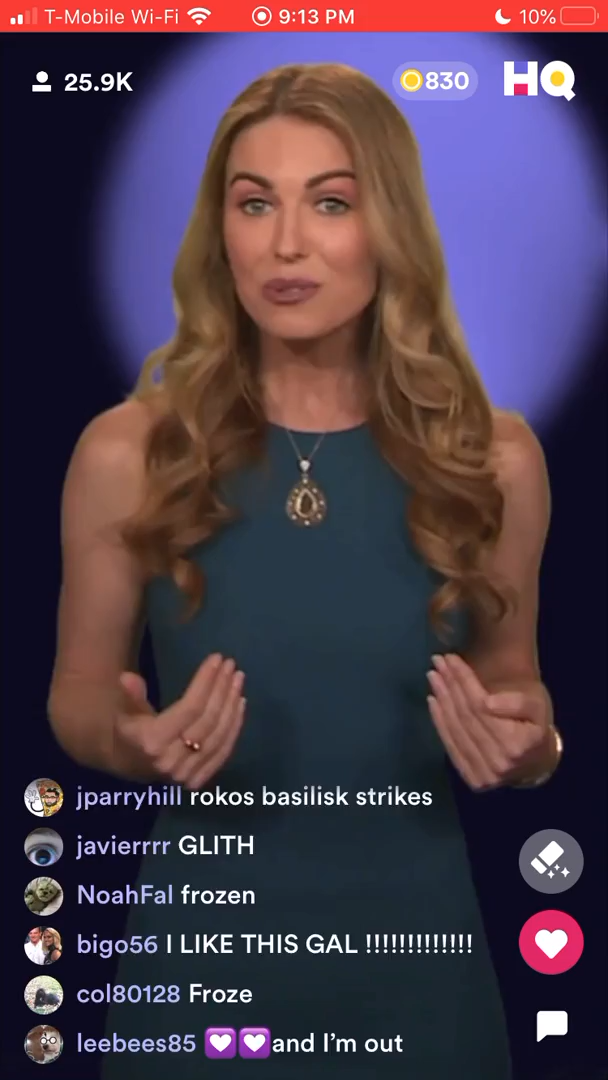 T-Mobile Wi-Fi 9:13 PM 10%
25.9K 830 HQ
jparryhill rokos basilisk strikes
javierrrr GLITH
NoahFal frozen
bigo56 I LIKE THIS GAL !!!!!!!!!!!!!
col80128 Froze
leebees85 💜💜and I'm out